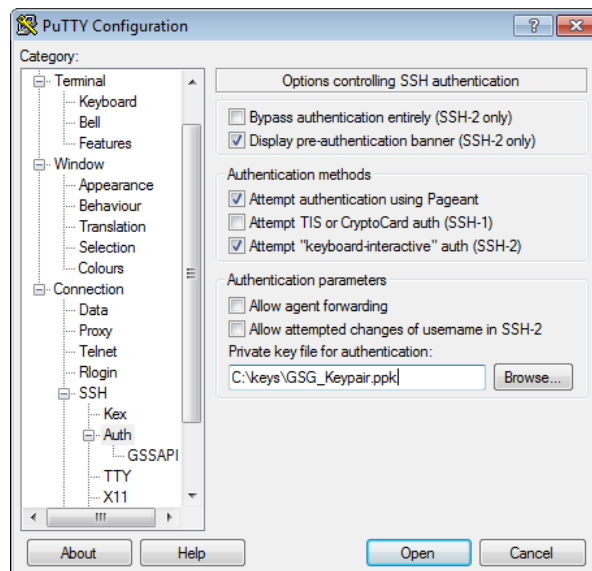 PuTTY Configuration
Category:
Terminal
Keyboard
Bell
Features
Window
Appearance
Behaviour
Translation
Selection
Colours
Connection
Data
Proxy
Telnet
Rlogin
SSH
Kex
Auth
GSSAPI
TTY
X11
Options controlling SSH authentication
Bypass authentication entirely (SSH-2 only)
Display pre-authentication banner (SSH-2 only)
Authentication methods
Attempt authentication using Pageant
Attempt TIS or CryptoCard auth (SSH-1)
Attempt "keyboard-interactive" auth (SSH-2)
Authentication parameters
Allow agent forwarding
Allow attempted changes of username in SSH-2
Private key file for authentication:
C:\keys\GSG_Keypair.ppk
Browse...
About
Help
Open
Cancel